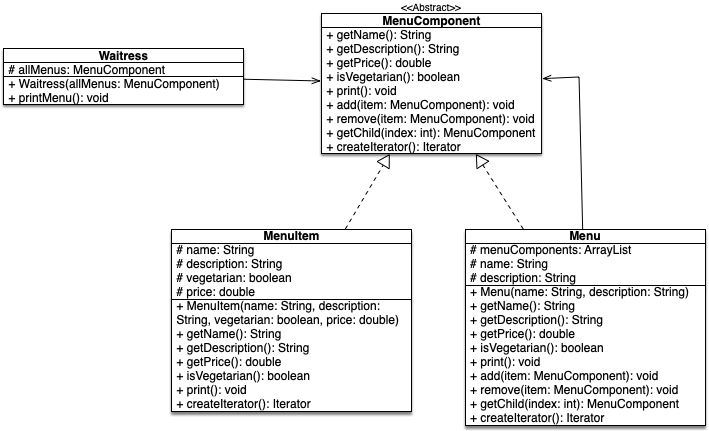 <<Abstract>>
MenuComponent
+ getName(): String
+ getDescription(): String
+ getPrice(): double
+ isVegetarian(): boolean
+ print(): void
+ add(item: MenuComponent): void
+ remove(item: MenuComponent): void
+ getChild(index: int): MenuComponent
+ createIterator(): Iterator
Waitress
# allMenus: MenuComponent
+ Waitress(allMenus: MenuComponent)
+ printMenu(): void
MenuItem
# name: String
# description: String
# vegetarian: boolean
# price: double
+ MenuItem(name: String, description:
String, vegetarian: boolean, price: double)
+ getName(): String
+ getDescription(): String
+ getPrice(): double
+ isVegetarian(): boolean
+ print(): void
+ createIterator(): Iterator
Menu
# menuComponents: ArrayList
# name: String
# description: String
+ Menu(name: String, description: String)
+ getName(): String
+ getDescription(): String
+ getPrice(): double
+ isVegetarian(): boolean
+ print(): void
+ add(item: MenuComponent): void
+ remove(item: MenuComponent): void
+ getChild(index: int): MenuComponent
+ createIterator(): Iterator